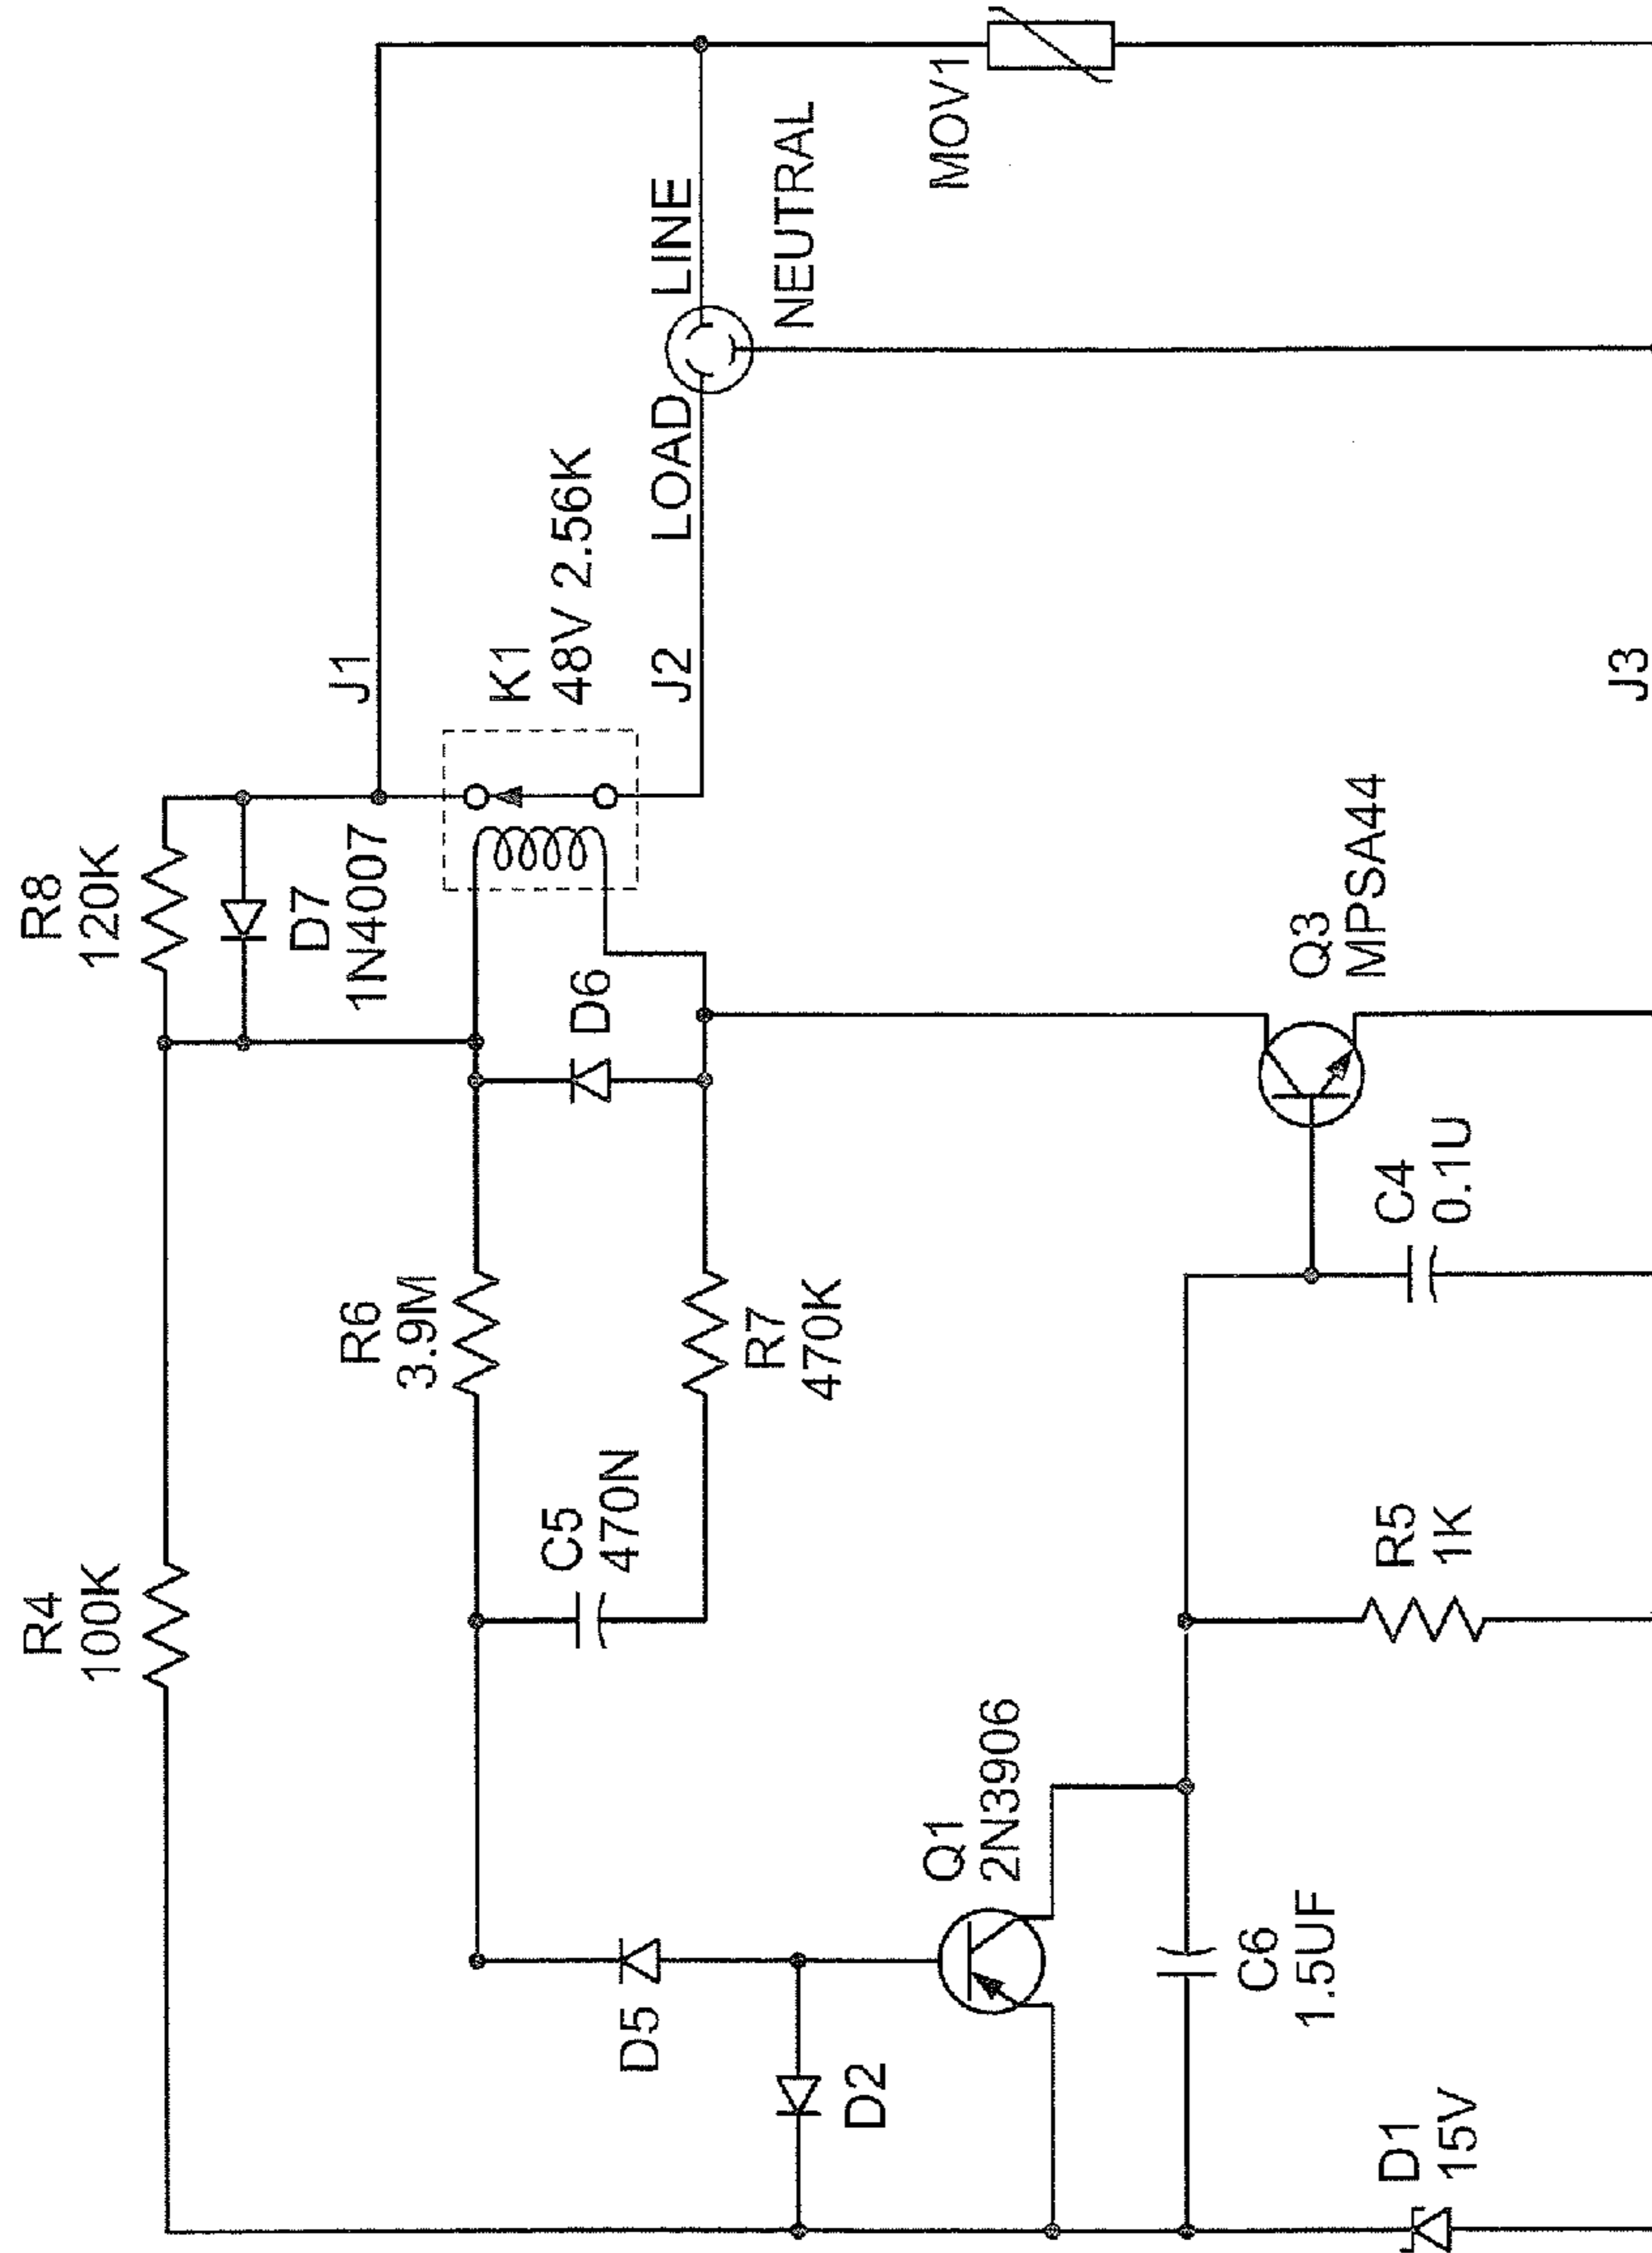 R4
100K
R8
120K
D7
1N4007
J1
R6
3.9M
C5
470N
D6
K1
48V 2.56K
R7
470K
J2
LOAD
LINE
NEUTRAL
D5
D2
Q1
2N3906
MOV1
C6
1.5UF
Q3
MPSA44
D1
15V
R5
1K
C4
0.1U
J3